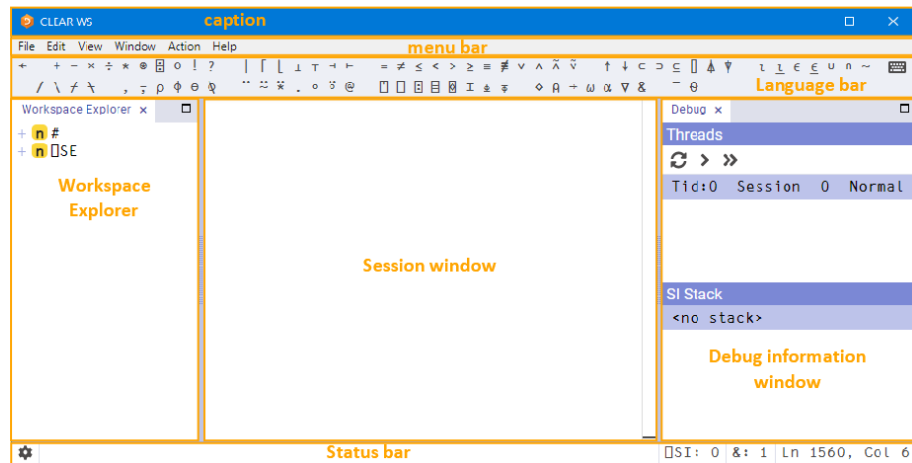 CLEAR WS caption
File Edit View Window Action Help menu bar
← + − × ÷ * ⍟ ⌹ ○ ! ? | ⌈ ⌊ ⊥ ⊤ ⊣ ⊢ = ≠ ≤ < > ≥ ≡ ≢ ∨ ∧ ⍲ ⍱ ↑ ↓ ⊂ ⊃ ⊆ ⌷ ⍋ ⍒ ⍳ ⍸ ∊ ⍷ ∪ ∩ ~
/ \ ⌿ ⍀ , ⍪ ⍴ ⌽ ⊖ ⍉ ¨ ⍨ ⍣ . ∘ ⍤ @ ⍞ ⎕ ⍠ ⌸ ⌺ ⌶ ⍎ ⍕ ⋄ ⍝ → ⍵ ⍺ ∇ & ¯ ⍬ Language bar
Workspace Explorer × Debug ×
+ n # Threads
+ n ⎕SE
Tid:0 Session 0 Normal
Workspace
Explorer
Session window
SI Stack
<no stack>
Debug information
window
Status bar ⎕SI: 0 &: 1 Ln 1560, Col 6